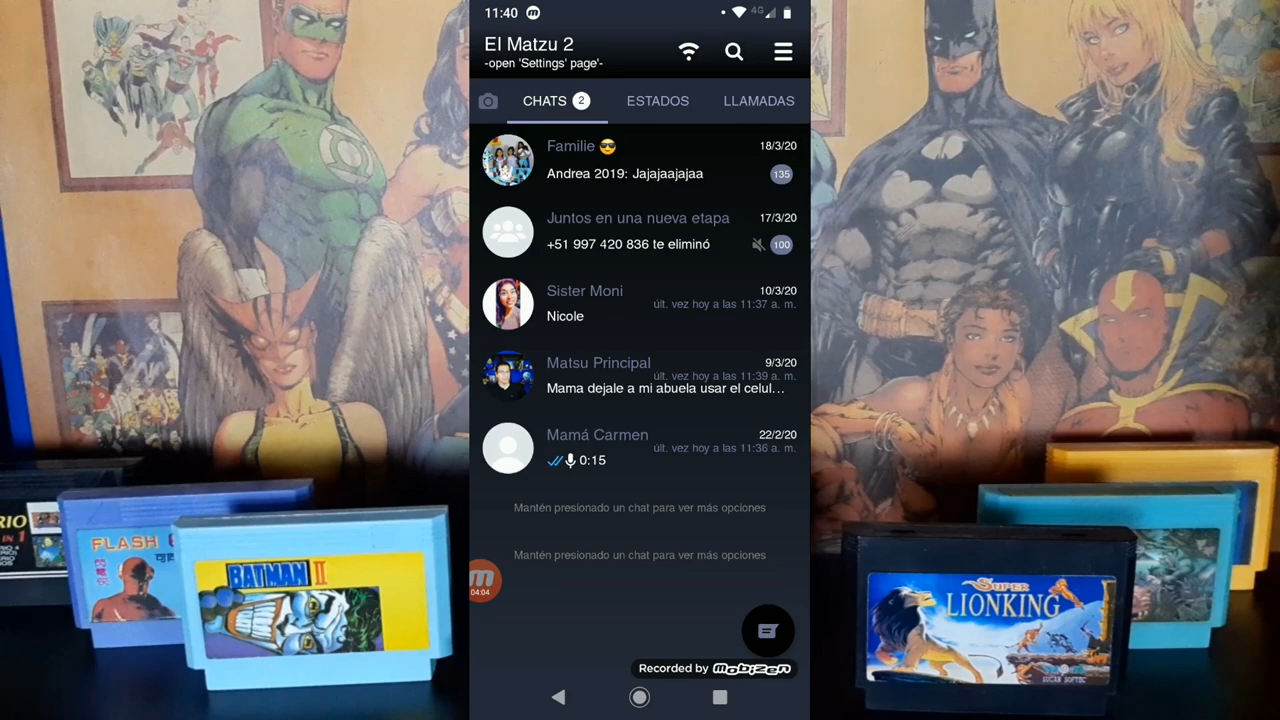 11:40
4G
El Matzu 2
-open 'Settings' page'-
CHATS 2
ESTADOS
LLAMADAS
Familie 😎
18/3/20
Andrea 2019: Jajajaajajaa
135
Juntos en una nueva etapa
17/3/20
+51 997 420 836 te eliminó
100
Sister Moni
10/3/20
últ. vez hoy a las 11:37 a. m.
Nicole
Matsu Principal
9/3/20
últ. vez hoy a las 11:39 a. m.
Mama dejale a mi abuela usar el celul...
Mamá Carmen
22/2/20
últ. vez hoy a las 11:36 a. m.
0:15
Mantén presionado un chat para ver más opciones
Mantén presionado un chat para ver más opciones
04:04
Recorded by mobizen
FLASH
BATMAN II
SUPER
LIONKING